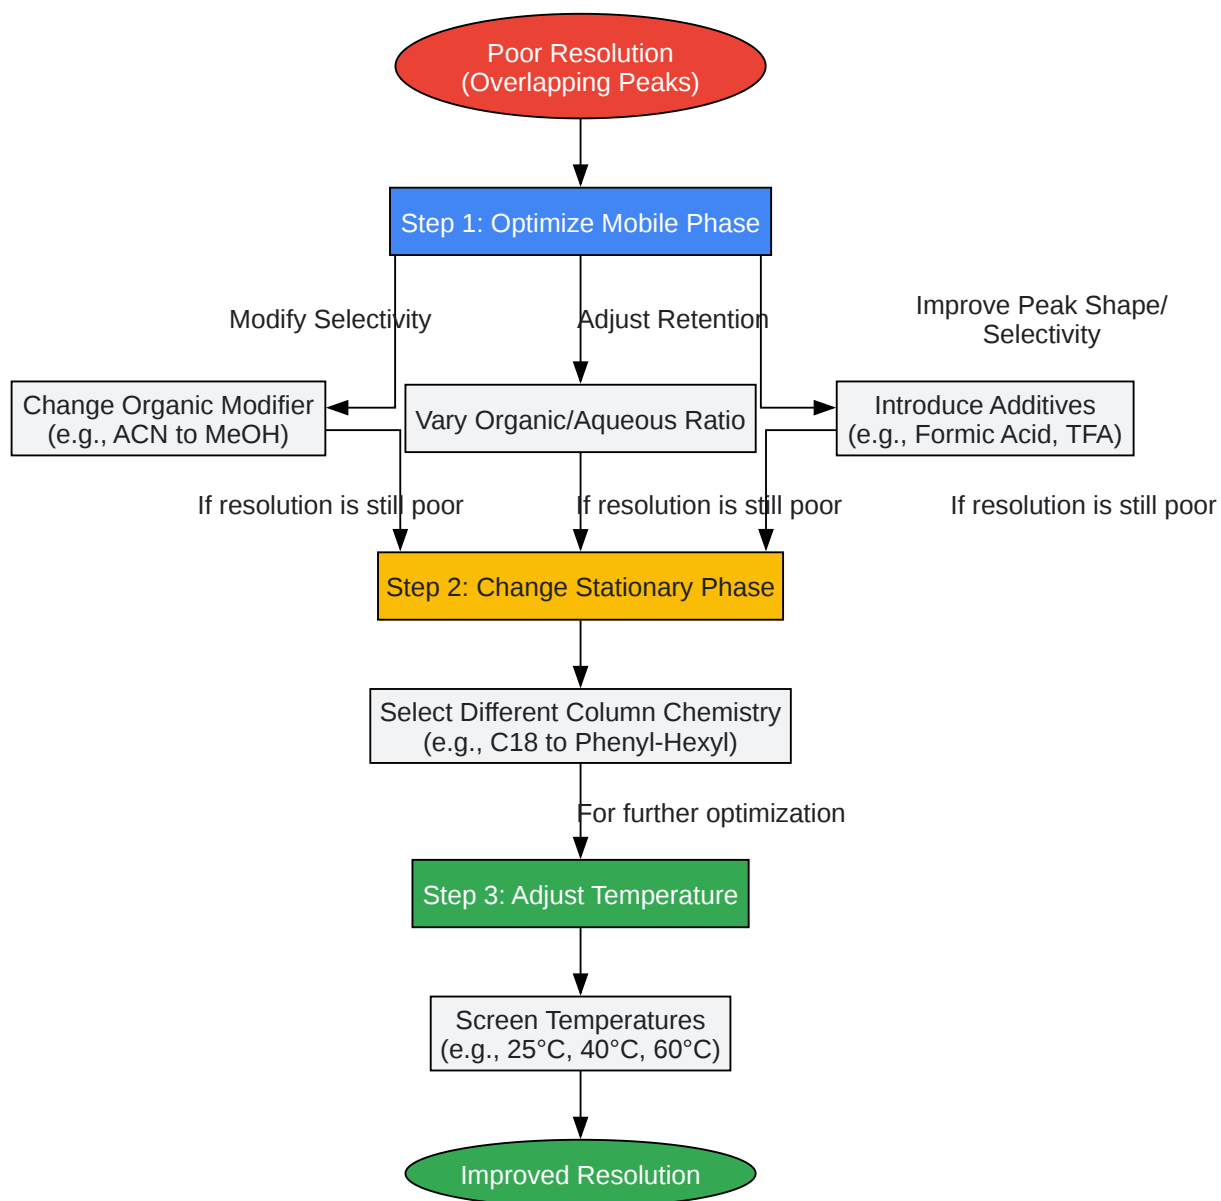 Poor Resolution
(Overlapping Peaks)
Step 1: Optimize Mobile Phase
Modify Selectivity
Adjust Retention
Improve Peak Shape/
Selectivity
Change Organic Modifier
(e.g., ACN to MeOH)
Vary Organic/Aqueous Ratio
Introduce Additives
(e.g., Formic Acid, TFA)
If resolution is still poor
If resolution is still poor
If resolution is still poor
Step 2: Change Stationary Phase
Select Different Column Chemistry
(e.g., C18 to Phenyl-Hexyl)
For further optimization
Step 3: Adjust Temperature
Screen Temperatures
(e.g., 25°C, 40°C, 60°C)
Improved Resolution